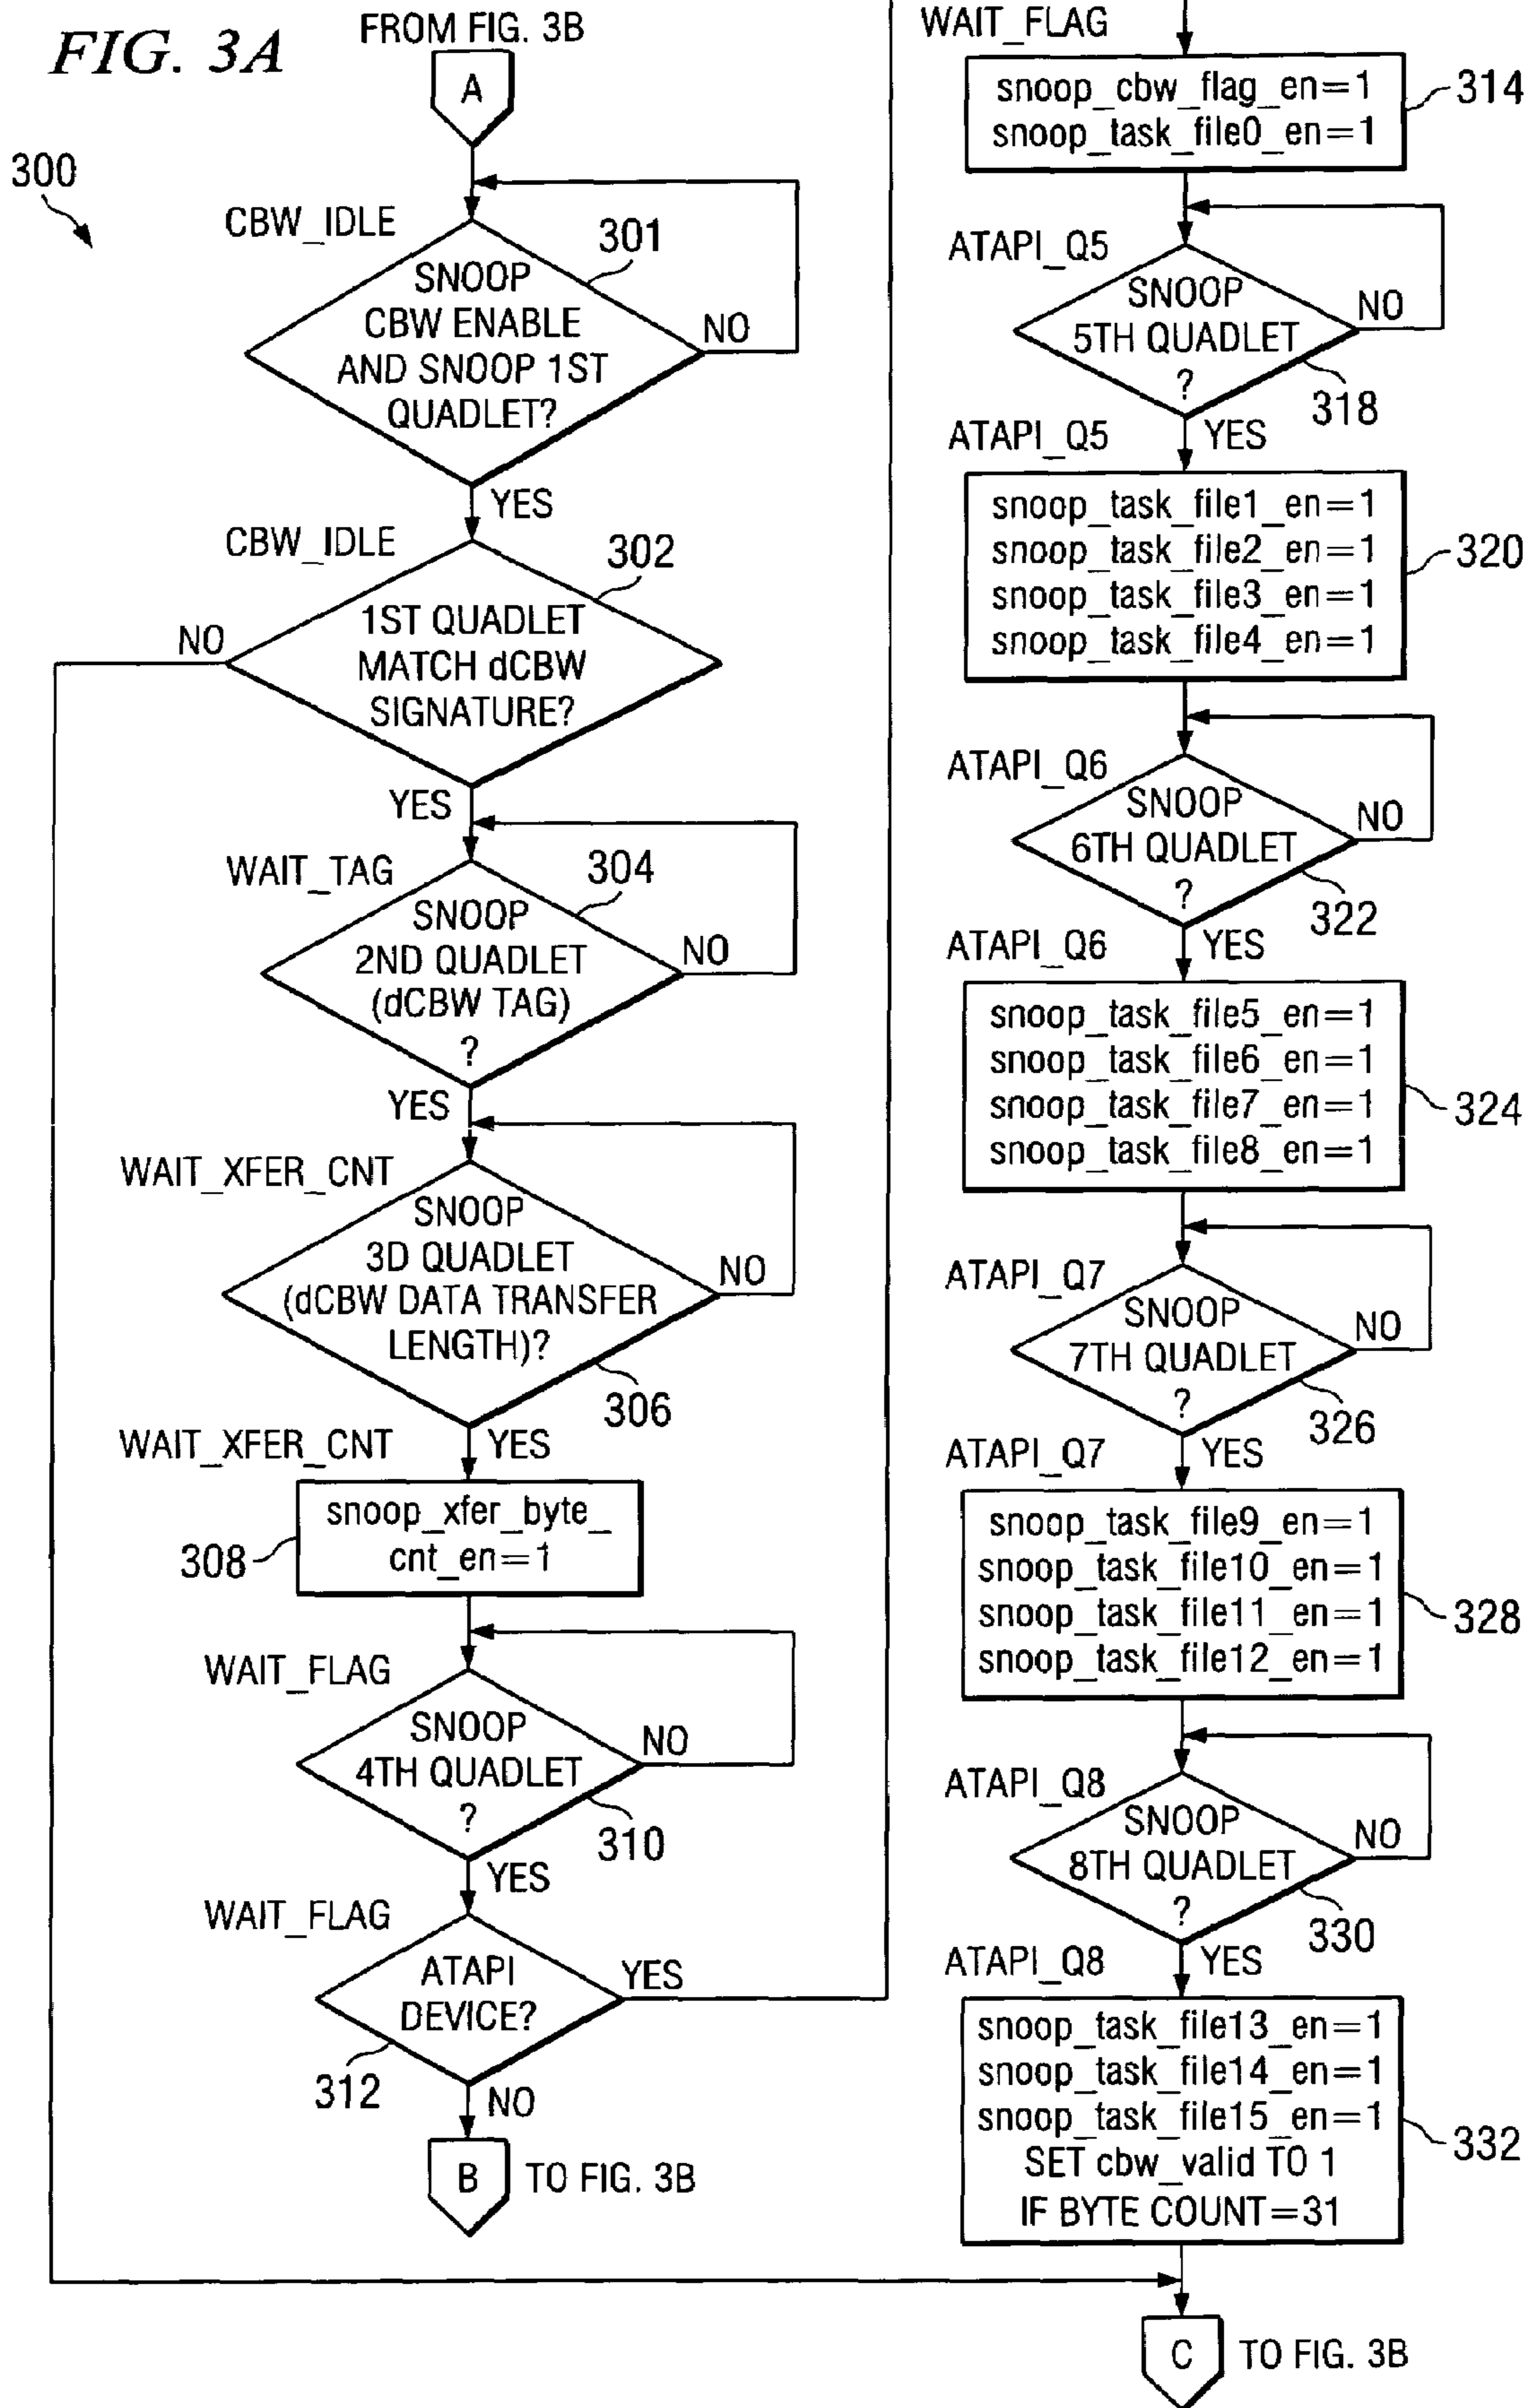 FIG. 3A
FROM FIG. 3B
A
300
CBW_IDLE
301
SNOOP
CBW ENABLE
AND SNOOP 1ST
QUADLET?
NO
YES
CBW_IDLE
302
1ST QUADLET
MATCH dCBW
SIGNATURE?
NO
YES
WAIT_TAG
304
SNOOP
2ND QUADLET
(dCBW TAG)
?
NO
YES
WAIT_XFER_CNT
SNOOP
3D QUADLET
(dCBW DATA TRANSFER
LENGTH)?
NO
306
WAIT_XFER_CNT
YES
snoop_xfer_byte_
cnt_en=1
308
WAIT_FLAG
SNOOP
4TH QUADLET
?
NO
310
YES
WAIT_FLAG
ATAPI
DEVICE?
YES
312
NO
B
TO FIG. 3B
WAIT_FLAG
snoop_cbw_flag_en=1
snoop_task_file0_en=1
314
ATAPI_Q5
SNOOP
5TH QUADLET
?
NO
318
ATAPI_Q5
YES
snoop_task_file1_en=1
snoop_task_file2_en=1
snoop_task_file3_en=1
snoop_task_file4_en=1
320
ATAPI_Q6
SNOOP
6TH QUADLET
?
NO
322
ATAPI_Q6
YES
snoop_task_file5_en=1
snoop_task_file6_en=1
snoop_task_file7_en=1
snoop_task_file8_en=1
324
ATAPI_Q7
SNOOP
7TH QUADLET
?
NO
326
ATAPI_Q7
YES
snoop_task_file9_en=1
snoop_task_file10_en=1
snoop_task_file11_en=1
snoop_task_file12_en=1
328
ATAPI_Q8
SNOOP
8TH QUADLET
?
NO
330
ATAPI_Q8
YES
snoop_task_file13_en=1
snoop_task_file14_en=1
snoop_task_file15_en=1
SET cbw_valid TO 1
IF BYTE COUNT=31
332
C
TO FIG. 3B